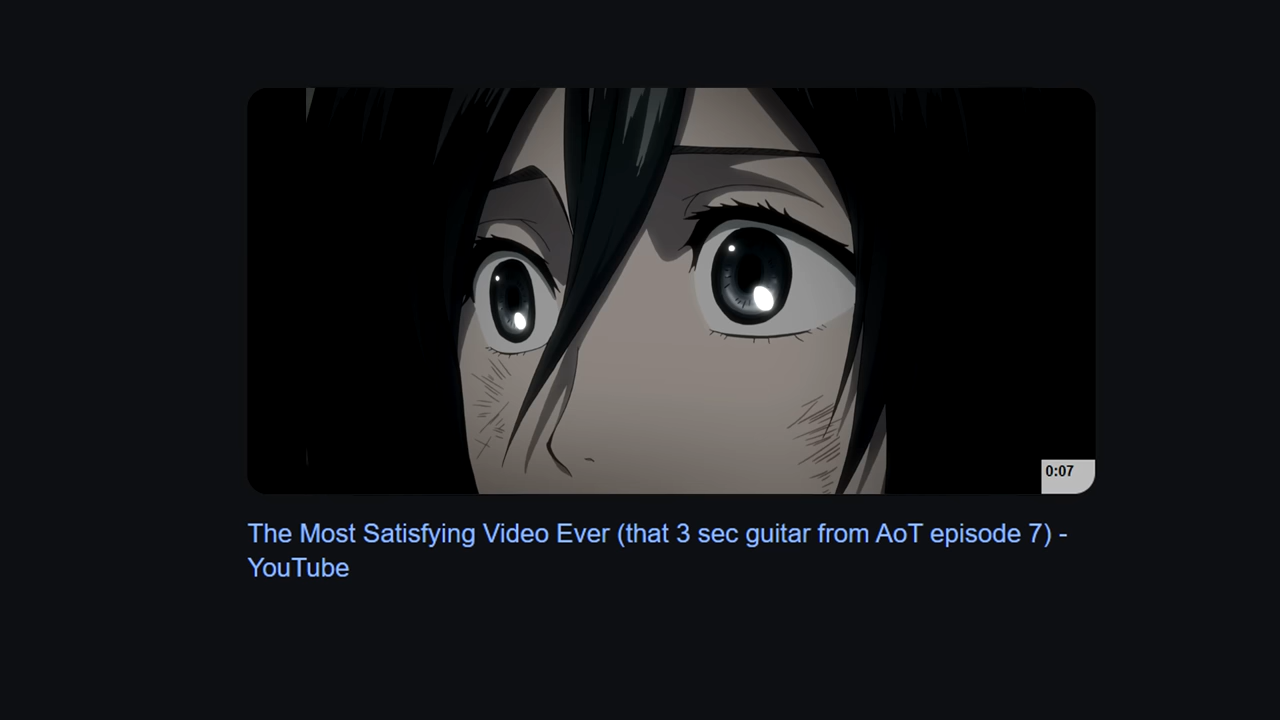 0:07
The Most Satisfying Video Ever (that 3 sec guitar from AoT episode 7) -
YouTube